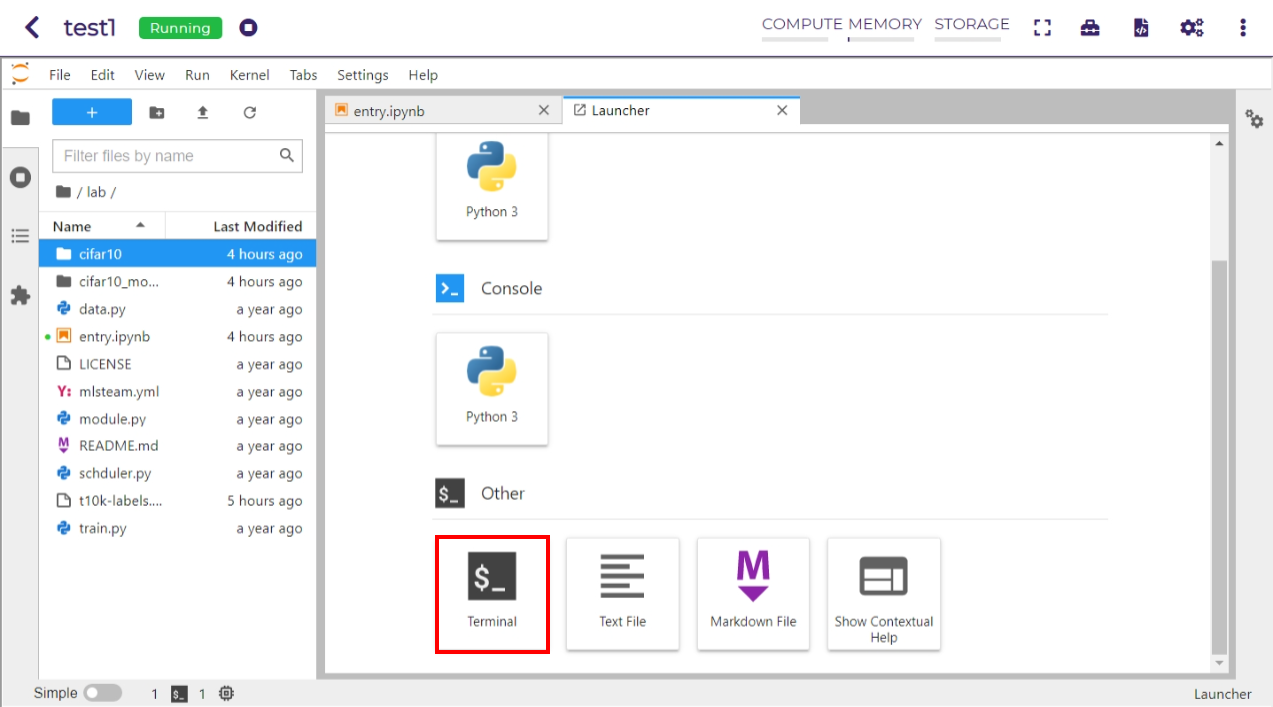 test1 Running COMPUTE MEMORY STORAGE
File Edit View Run Kernel Tabs Settings Help
+
entry.ipynb Launcher
Filter files by name
/ lab /
Name Last Modified
cifar10 4 hours ago
cifar10_mo... 4 hours ago
data.py a year ago
entry.ipynb 4 hours ago
LICENSE a year ago
Y: mlsteam.yml a year ago
module.py a year ago
README.md a year ago
schduler.py a year ago
t10k-labels.... 5 hours ago
train.py a year ago
Python 3
Console
Python 3
$_ Other
$_
Terminal
Text File
M
Markdown File
Show Contextual
Help
Simple 1 $_ 1 Launcher